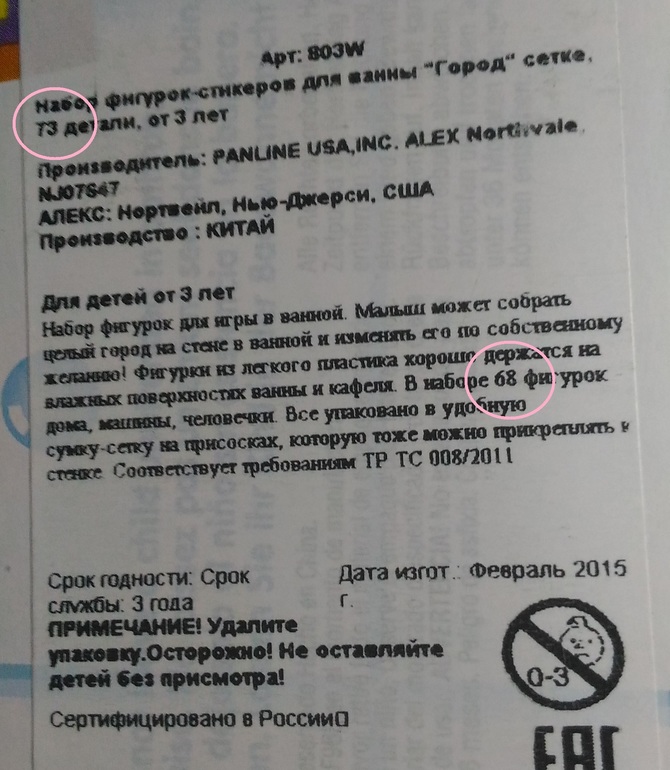 Арт: 803W
Набор фигурок-стикеров для ванны "Город" сетке,
73 детали, от 3 лет
Производитель: PANLINE USA,INC. ALEX Northvale,
NJ07647
АЛЕКС: Нортвейл, Нью-Джерси, США
Производство : КИТАЙ
Для детей от 3 лет
Набор фигурок для игры в ванной. Малыш может собрать
целый город на стене в ванной и изменять его по собственному
желанию! Фигурки из легкого пластика хорошо держатся на
влажных поверхностях ванны и кафеля. В наборе 68 фигурок
дома, машины, человечки. Все упаковано в удобную
сумку-сетку на присосках, которую тоже можно прикреплять к
стенке Соответствует требованиям ТР ТС 008/2011
Срок годности: Срок
службы: 3 года
Дата изгот.: Февраль 2015
г.
ПРИМЕЧАНИЕ! Удалите
упаковку.Осторожно! Не оставляйте
детей без присмотра!
0-3
Сертифицировано в России
EAC